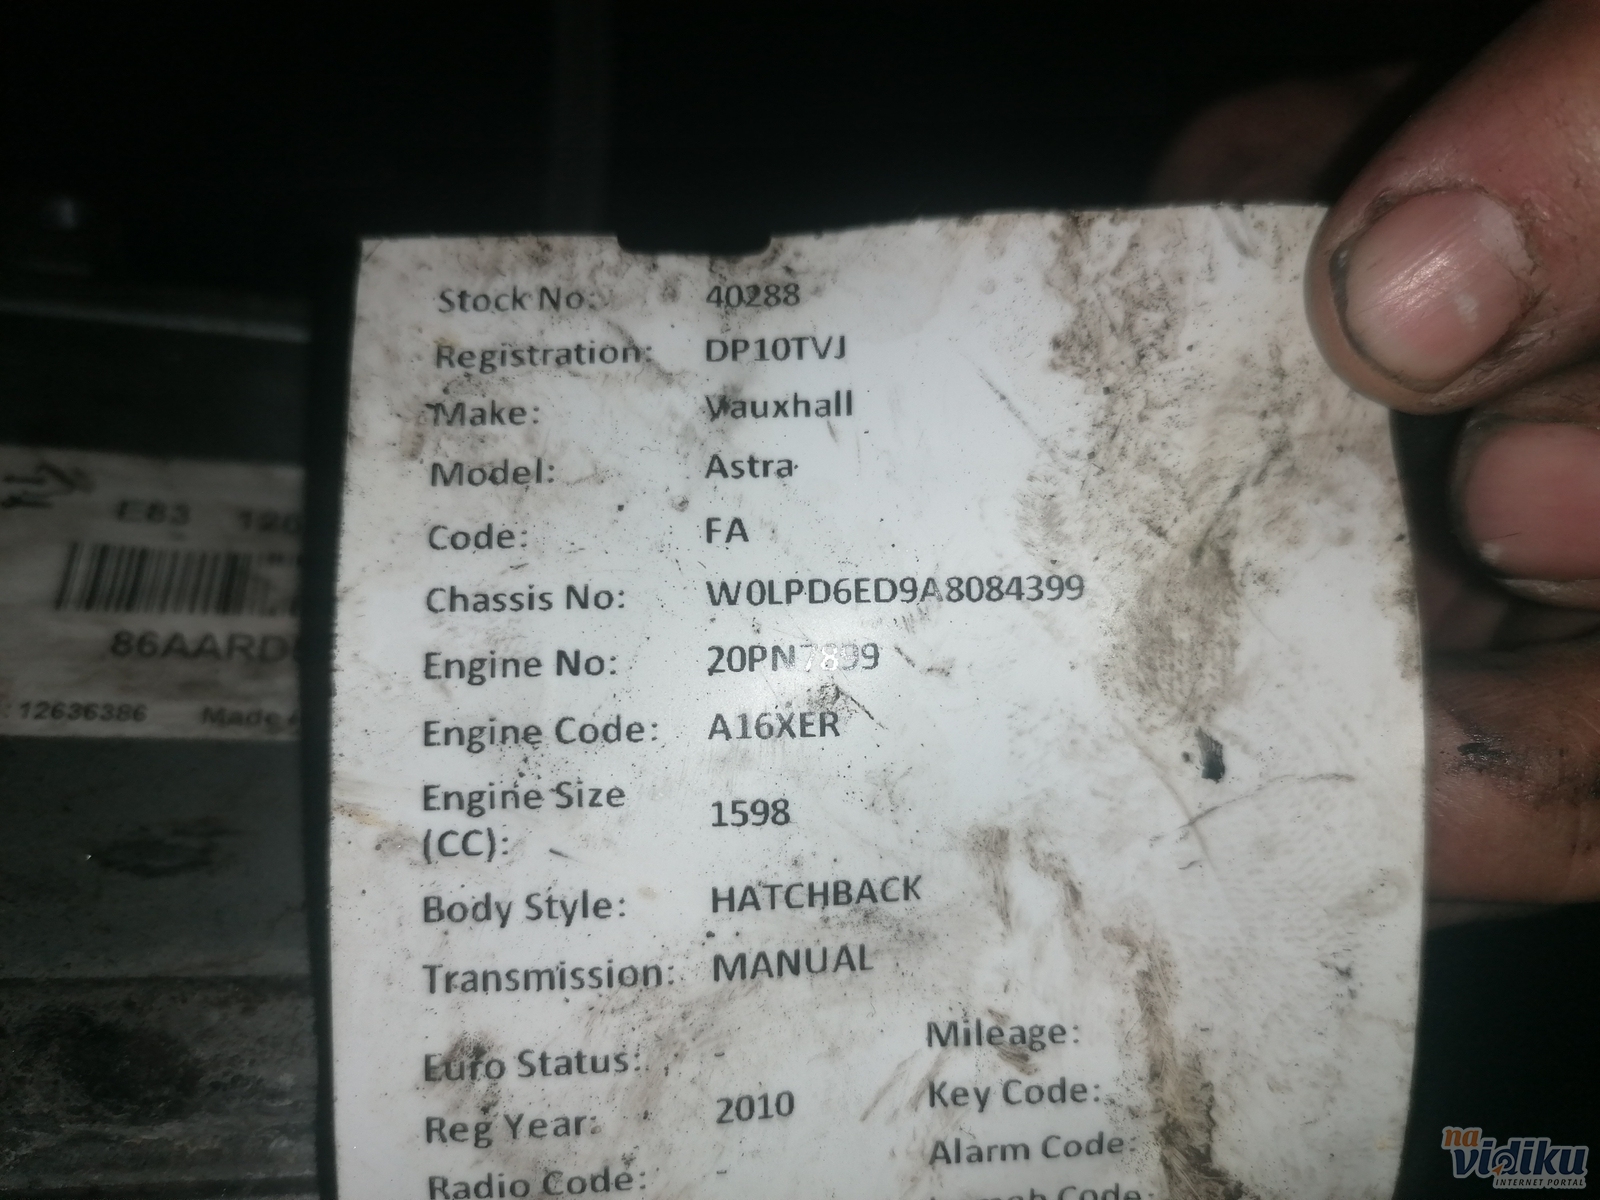 Stock No: 40288
Registration: DP10TVJ
Make: Vauxhall
Model: Astra
Code: FA
Chassis No: W0LPD6ED9A8084399
Engine No: 20PN7899
Engine Code: A16XER
Engine Size
(CC): 1598
Body Style: HATCHBACK
Transmission: MANUAL
Euro Status: -
Mileage:
Reg Year: 2010
Key Code:
Radio Code: -
Alarm Code:
Code:
E83
86AARD
12636386 Made
na
vidiku
INTERNET PORTAL